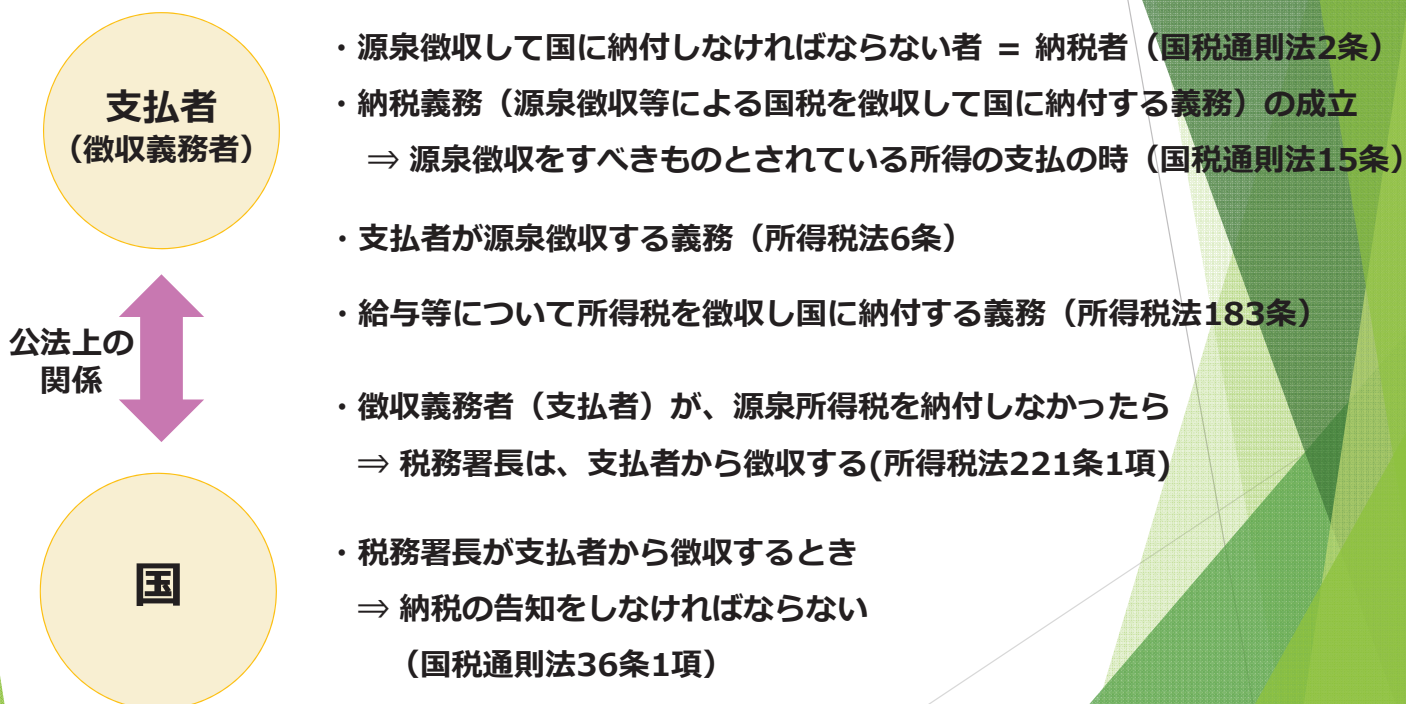 支払者
（徴収義務者）
・源泉徴収して国に納付しなければならない者 = 納税者（国税通則法2条）
・納税義務（源泉徴収等による国税を徴収して国に納付する義務）の成立
⇒ 源泉徴収をすべきものとされている所得の支払の時（国税通則法15条）
・支払者が源泉徴収する義務（所得税法6条）
・給与等について所得税を徴収し国に納付する義務（所得税法183条）
公法上の
関係
・徴収義務者（支払者）が、源泉所得税を納付しなかったら
⇒ 税務署長は、支払者から徴収する(所得税法221条1項)
国
・税務署長が支払者から徴収するとき
⇒ 納税の告知をしなければならない
（国税通則法36条1項）